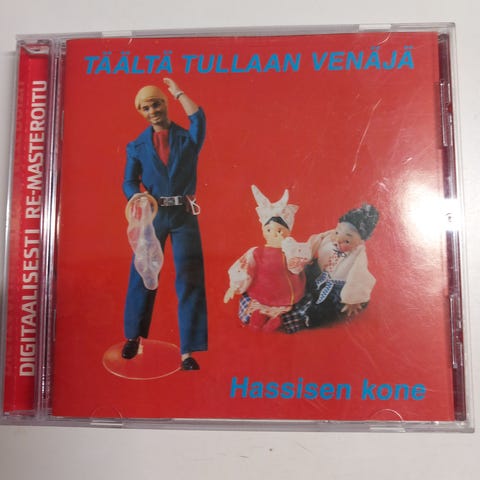 TÄÄLTÄ TULLAAN VENÄJÄ
Hassisen kone
DIGITAALISESTI RE-MASTEROITU